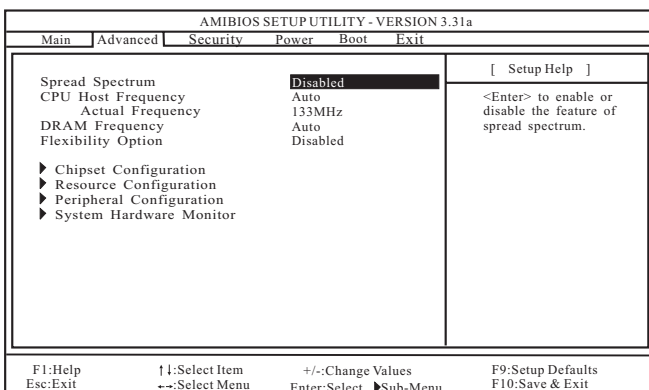 AMIBIOS SETUP UTILITY - VERSION 3.31a
Main Advanced Security Power Boot Exit
Spread Spectrum Disabled
CPU Host Frequency Auto
Actual Frequency 133MHz
DRAM Frequency Auto
Flexibility Option Disabled
Chipset Configuration
Resource Configuration
Peripheral Configuration
System Hardware Monitor
[ Setup Help ]
<Enter> to enable or
disable the feature of
spread spectrum.
F1:Help ↑↓:Select Item +/-:Change Values F9:Setup Defaults
Esc:Exit ←→:Select Menu Enter:Select ▶Sub-Menu F10:Save & Exit